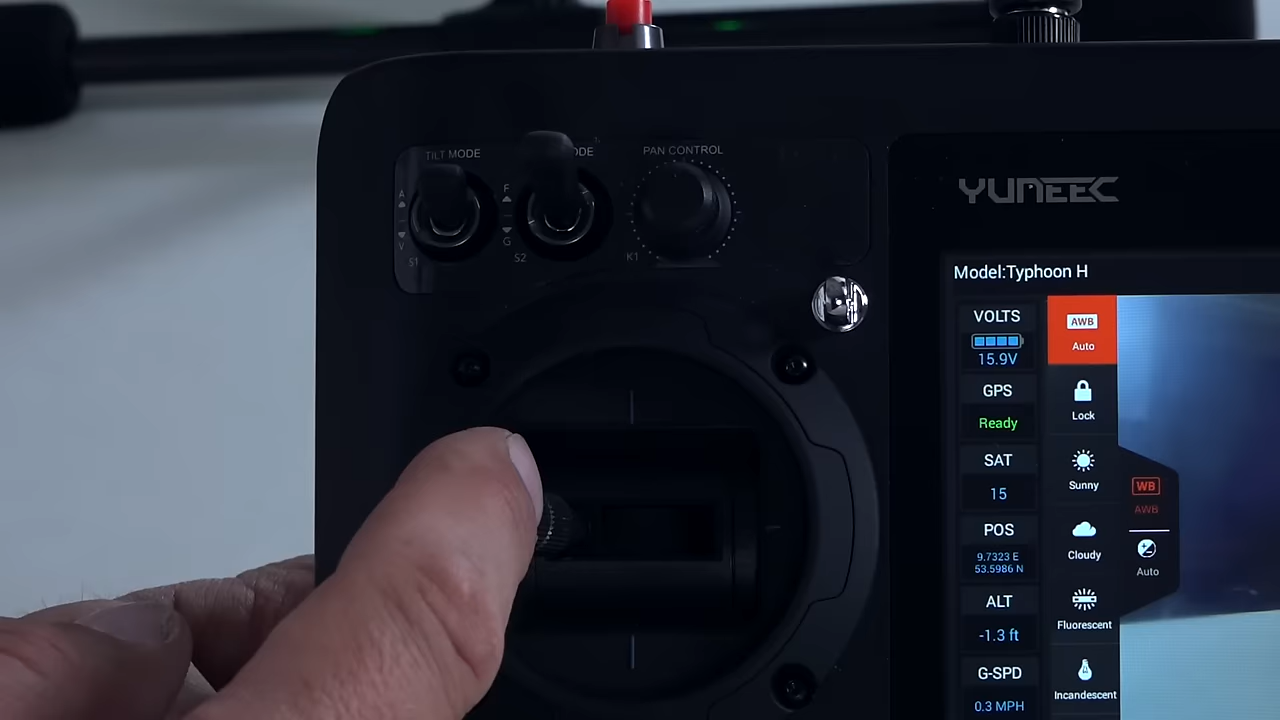 TILT MODE
ODE
PAN CONTROL
A
V
S1
F
G
S2
K1
YUNEEC
Model:Typhoon H
VOLTS
15.9V
GPS
Ready
SAT
15
POS
9.7323 E
53.5986 N
ALT
-1.3 ft
G-SPD
0.3 MPH
AWB
Auto
Lock
Sunny
Cloudy
Fluorescent
Incandescent
WB
AWB
Auto